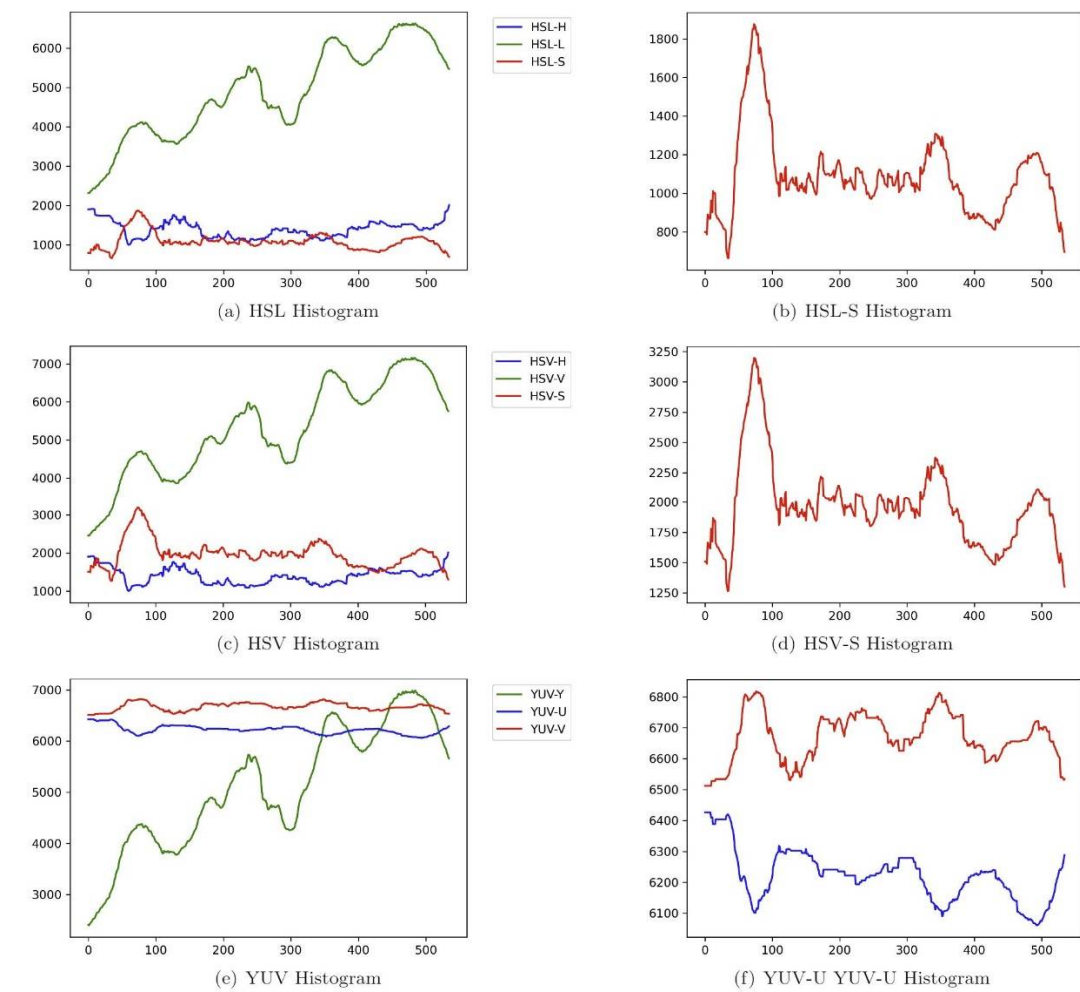 6000
5000
4000
3000
2000
1000
0 100 200 300 400 500
HSL-H
HSL-L
HSL-S
(a) HSL Histogram
1800
1600
1400
1200
1000
800
0 100 200 300 400 500
(b) HSL-S Histogram
7000
6000
5000
4000
3000
2000
1000
0 100 200 300 400 500
HSV-H
HSV-V
HSV-S
(c) HSV Histogram
3250
3000
2750
2500
2250
2000
1750
1500
1250
0 100 200 300 400 500
(d) HSV-S Histogram
7000
6000
5000
4000
3000
0 100 200 300 400 500
YUV-Y
YUV-U
YUV-V
(e) YUV Histogram
6800
6700
6600
6500
6400
6300
6200
6100
0 100 200 300 400 500
(f) YUV-U YUV-U Histogram